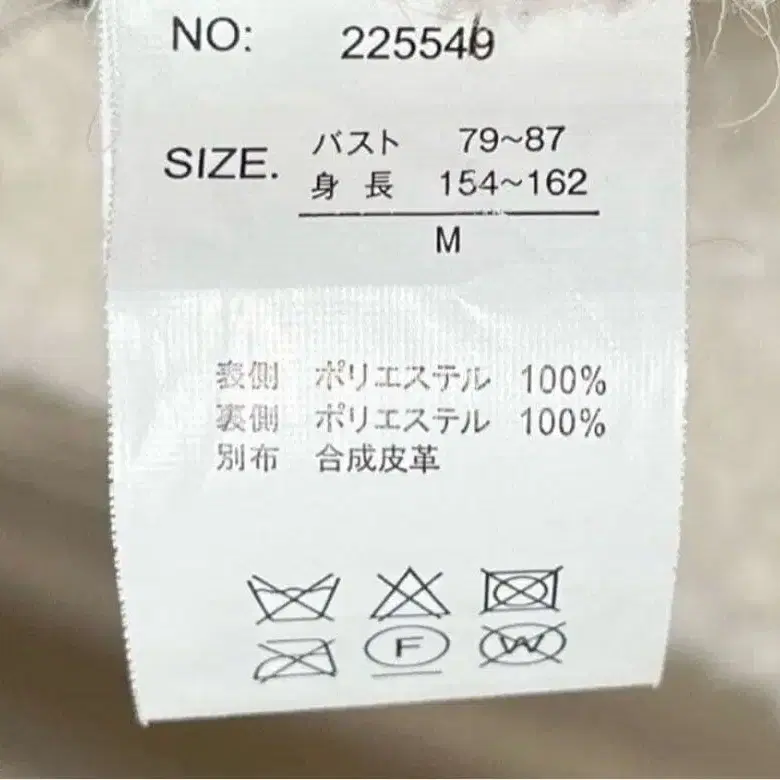 NO: 225549
SIZE. バスト 79~87
身長 154~162
M
表側 ポリエステル 100%
裏側 ポリエステル 100%
別布 合成皮革
F W